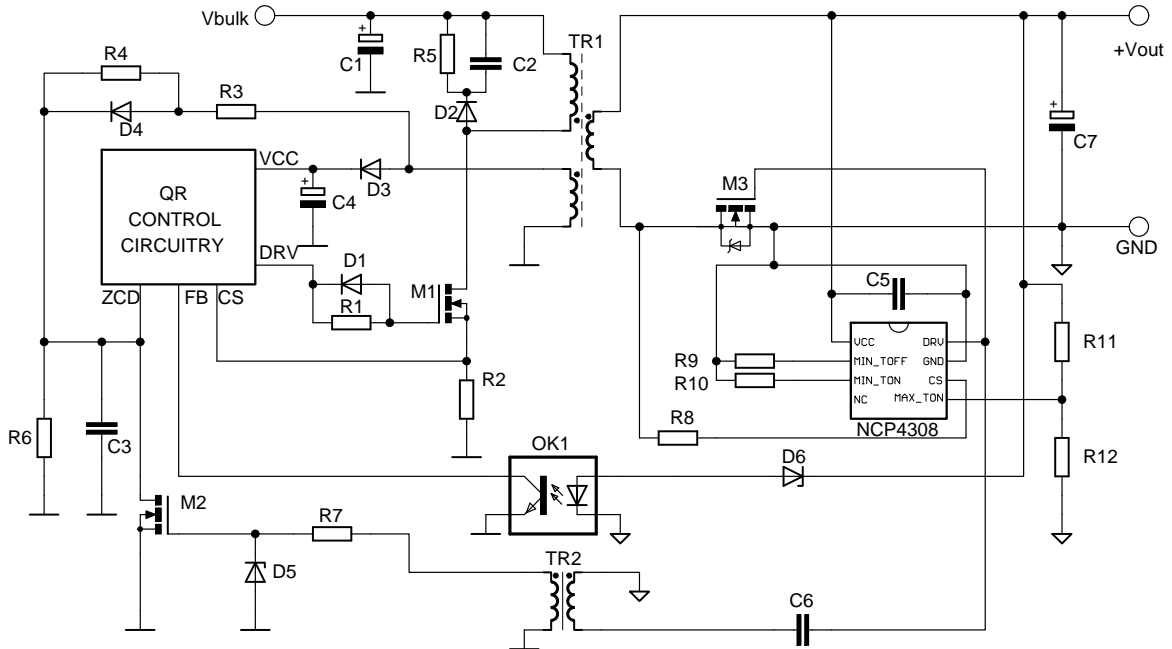 Vbulk
+Vout
TR1
R4
R5
C1
C2
R3
D4
D2
C7
VCC
D3
C4
M3
QR
CONTROL
CIRCUITRY
GND
DRV
D1
C5
ZCD
FB
CS
M1
R1
VCC
DRV
MIN_TOFF
GND
MIN_TON
CS
NC
MAX_TON
NCP4308
R9
R10
R11
R2
R8
R6
C3
OK1
D6
R12
M2
R7
D5
TR2
C6
+
+
+